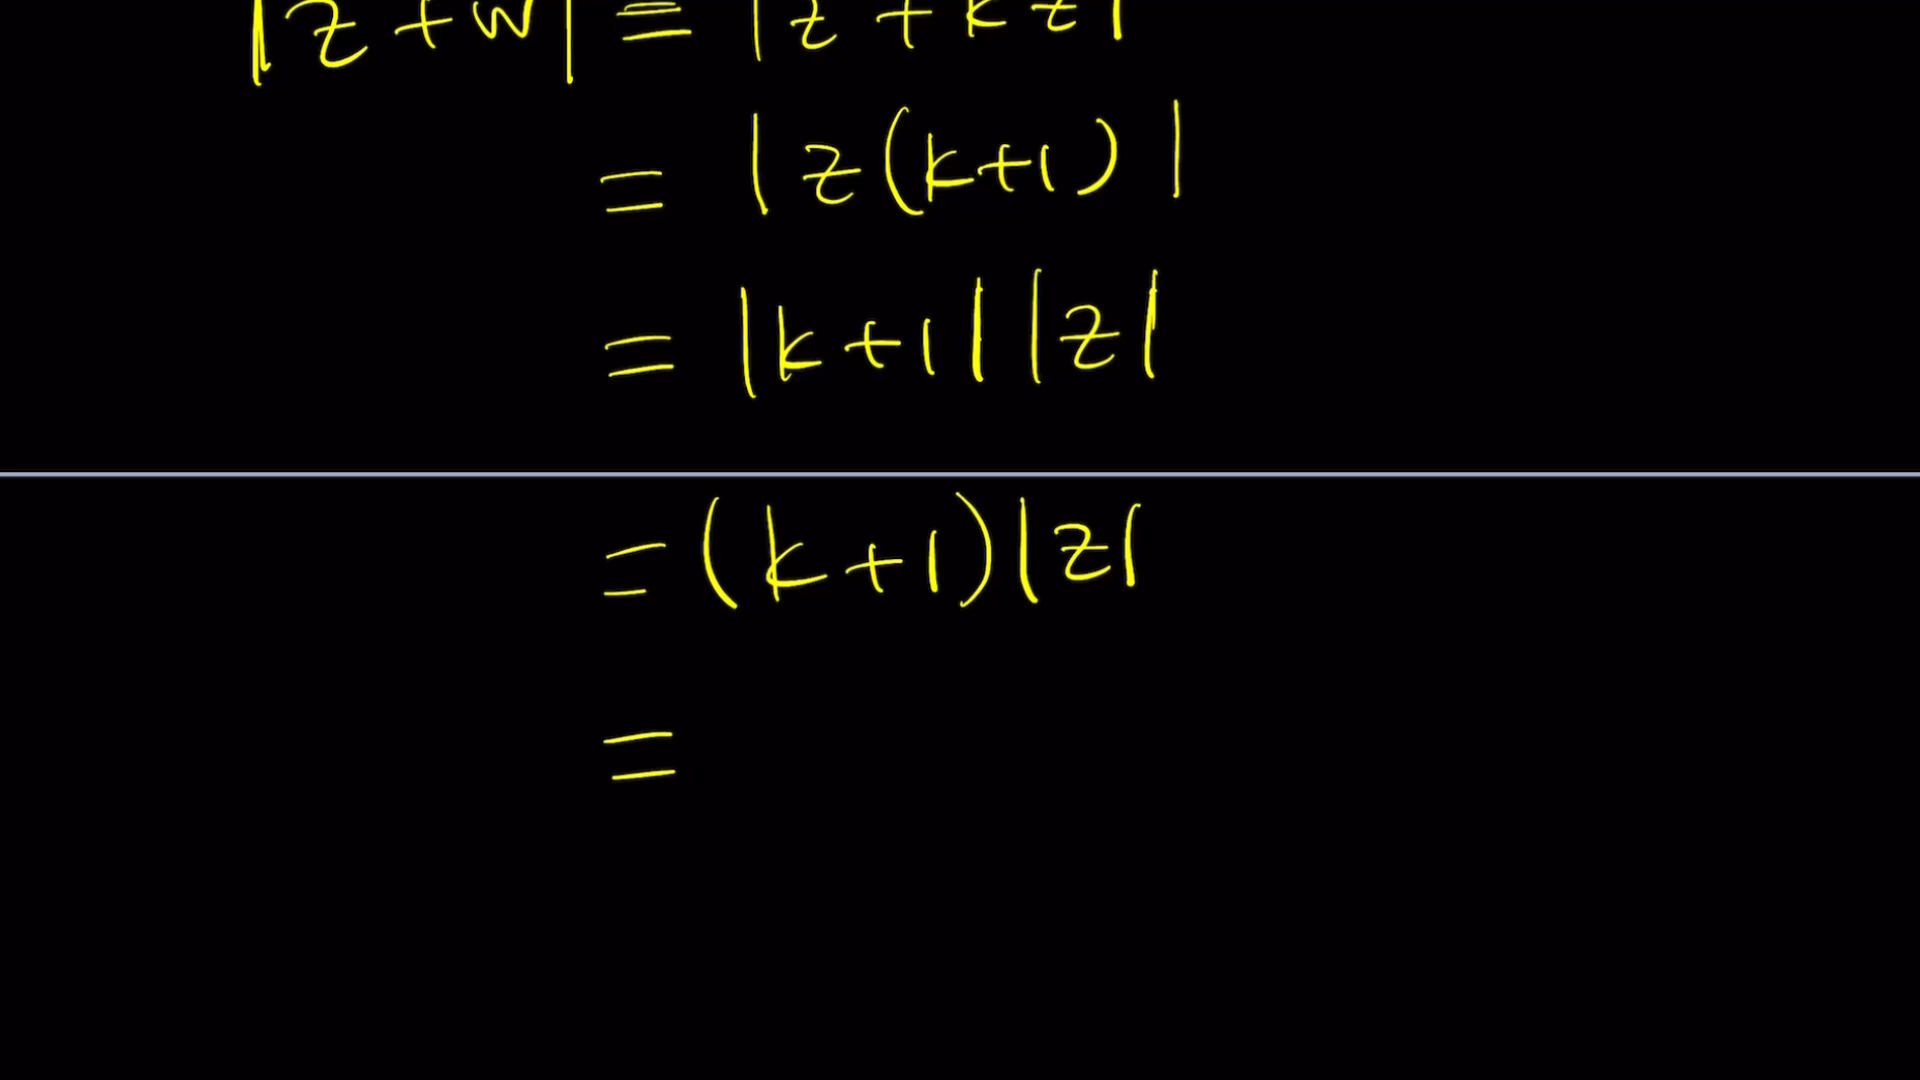 |z + w| = |z + kz|
= |z(k+1)|
= |k+1||z|
= (k+1)|z|
=